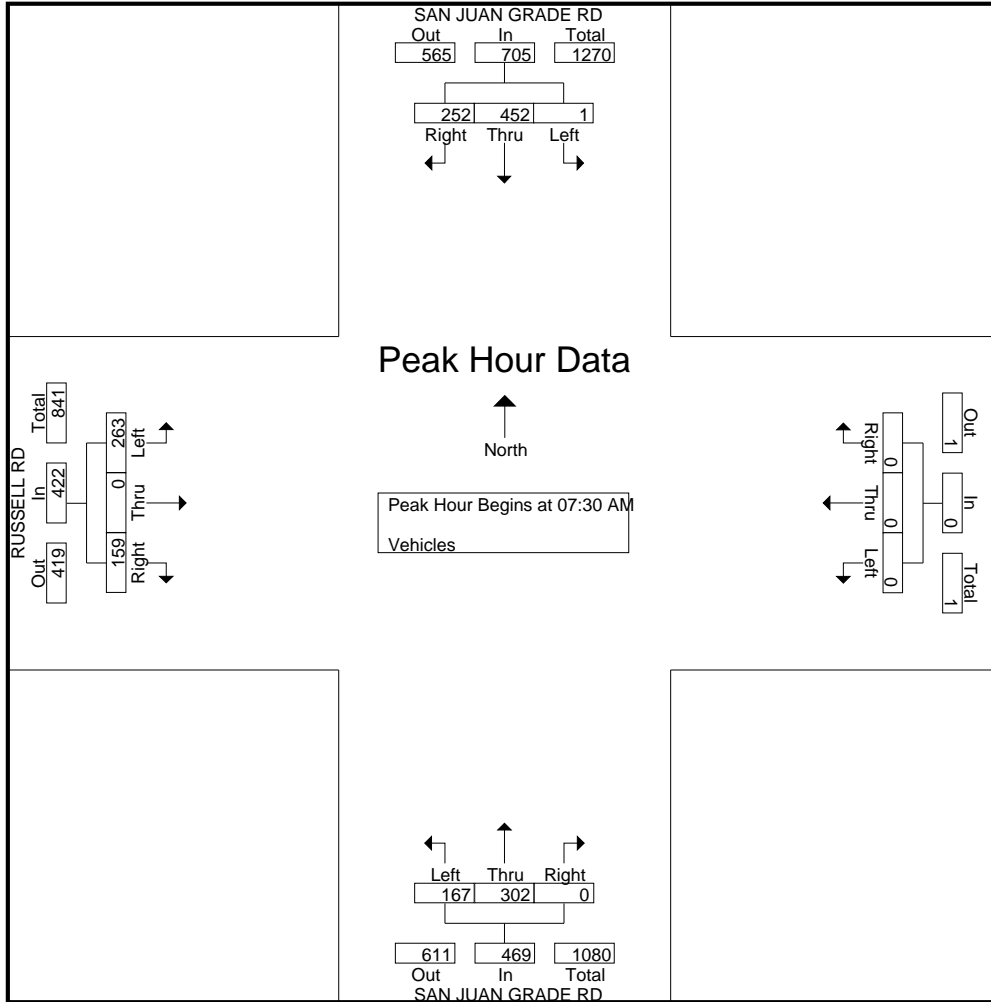 SAN JUAN GRADE RD
Out In Total
565 705 1270
252 452 1
Right Thru Left
Peak Hour Data
North
Peak Hour Begins at 07:30 AM
Vehicles
RUSSELL RD
Out In Total
419 422 841
Right Thru Left
159 0 263
Out In Total
1 0 1
Right Thru Left
0 0 0
Left Thru Right
167 302 0
611 469 1080
Out In Total
SAN JUAN GRADE RD